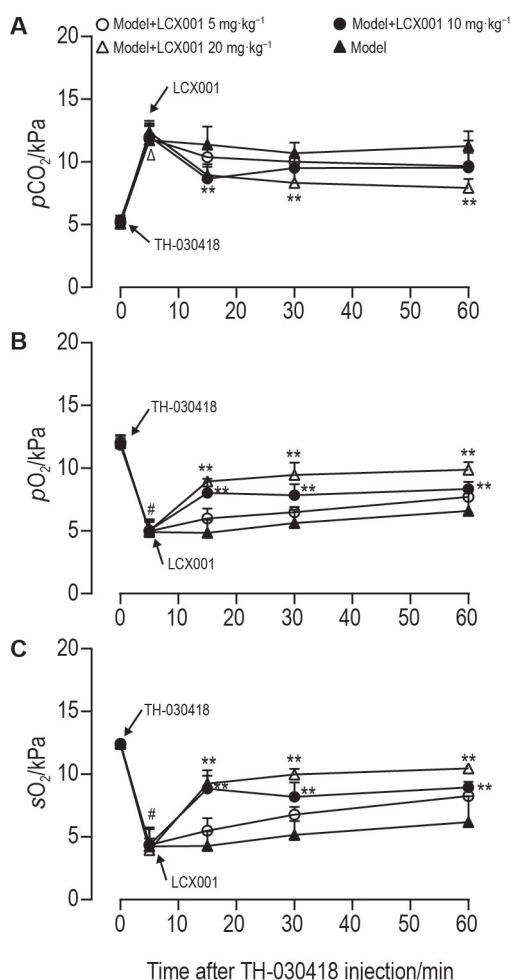 A
Model+LCX001 5 mg·kg⁻¹ Model+LCX001 10 mg·kg⁻¹
Model+LCX001 20 mg·kg⁻¹ Model
20
LCX001
15
pCO₂/kPa
10
** ** **
5
TH-030418
0
0 10 20 30 40 50 60
B
20
TH-030418
15
pO₂/kPa
** ** **
10
** ** **
#
5
LCX001
0
0 10 20 30 40 50 60
C
20
TH-030418
15
sO₂/kPa
** ** **
10
** ** **
#
5
LCX001
0
0 10 20 30 40 50 60
Time after TH-030418 injection/min